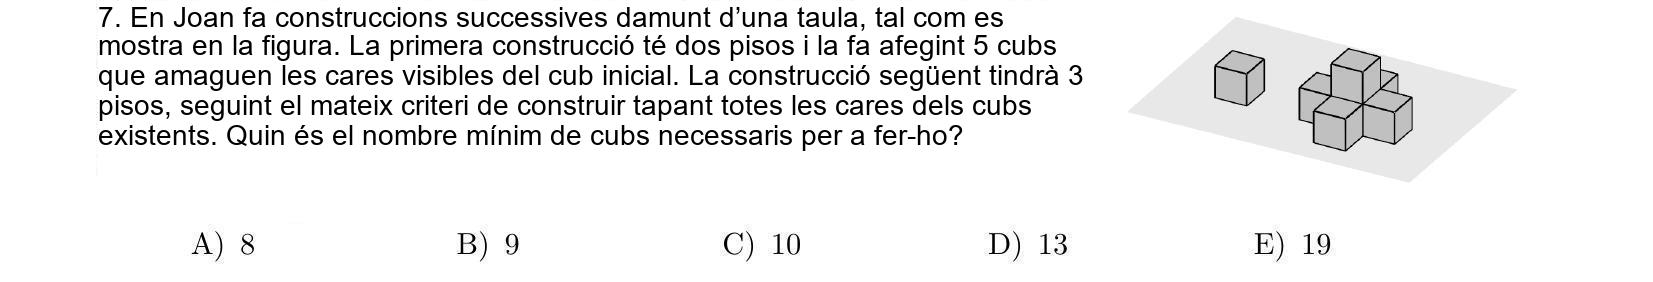 7. En Joan fa construccions successives damunt d’una taula, tal com es
mostra en la figura. La primera construcció té dos pisos i la fa afegint 5 cubs
que amaguen les cares visibles del cub inicial. La construcció següent tindrà 3
pisos, seguint el mateix criteri de construir tapant totes les cares dels cubs
existents. Quin és el nombre mínim de cubs necessaris per a fer-ho?
A) 8 B) 9 C) 10 D) 13 E) 19